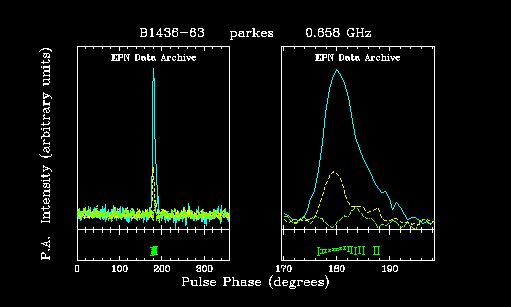 B1436-63 parkes 0.658 GHz
EPN Data Archive EPN Data Archive
Intensity (arbitrary units)
P.A.
0 100 200 300 170 180 190
Pulse Phase (degrees)